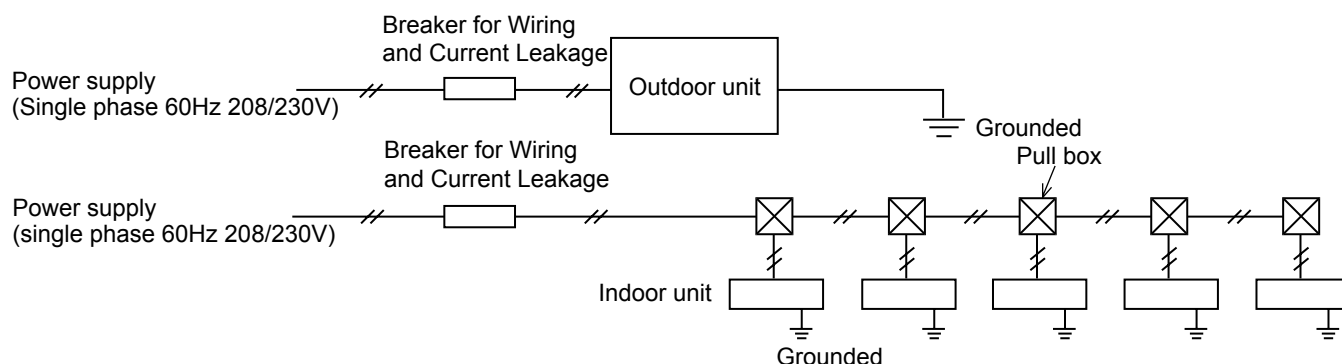 Breaker for Wiring
and Current Leakage
Power supply
(Single phase 60Hz 208/230V)
Outdoor unit
Grounded
Pull box
Breaker for Wiring
and Current Leakage
Power supply
(single phase 60Hz 208/230V)
Indoor unit
Grounded